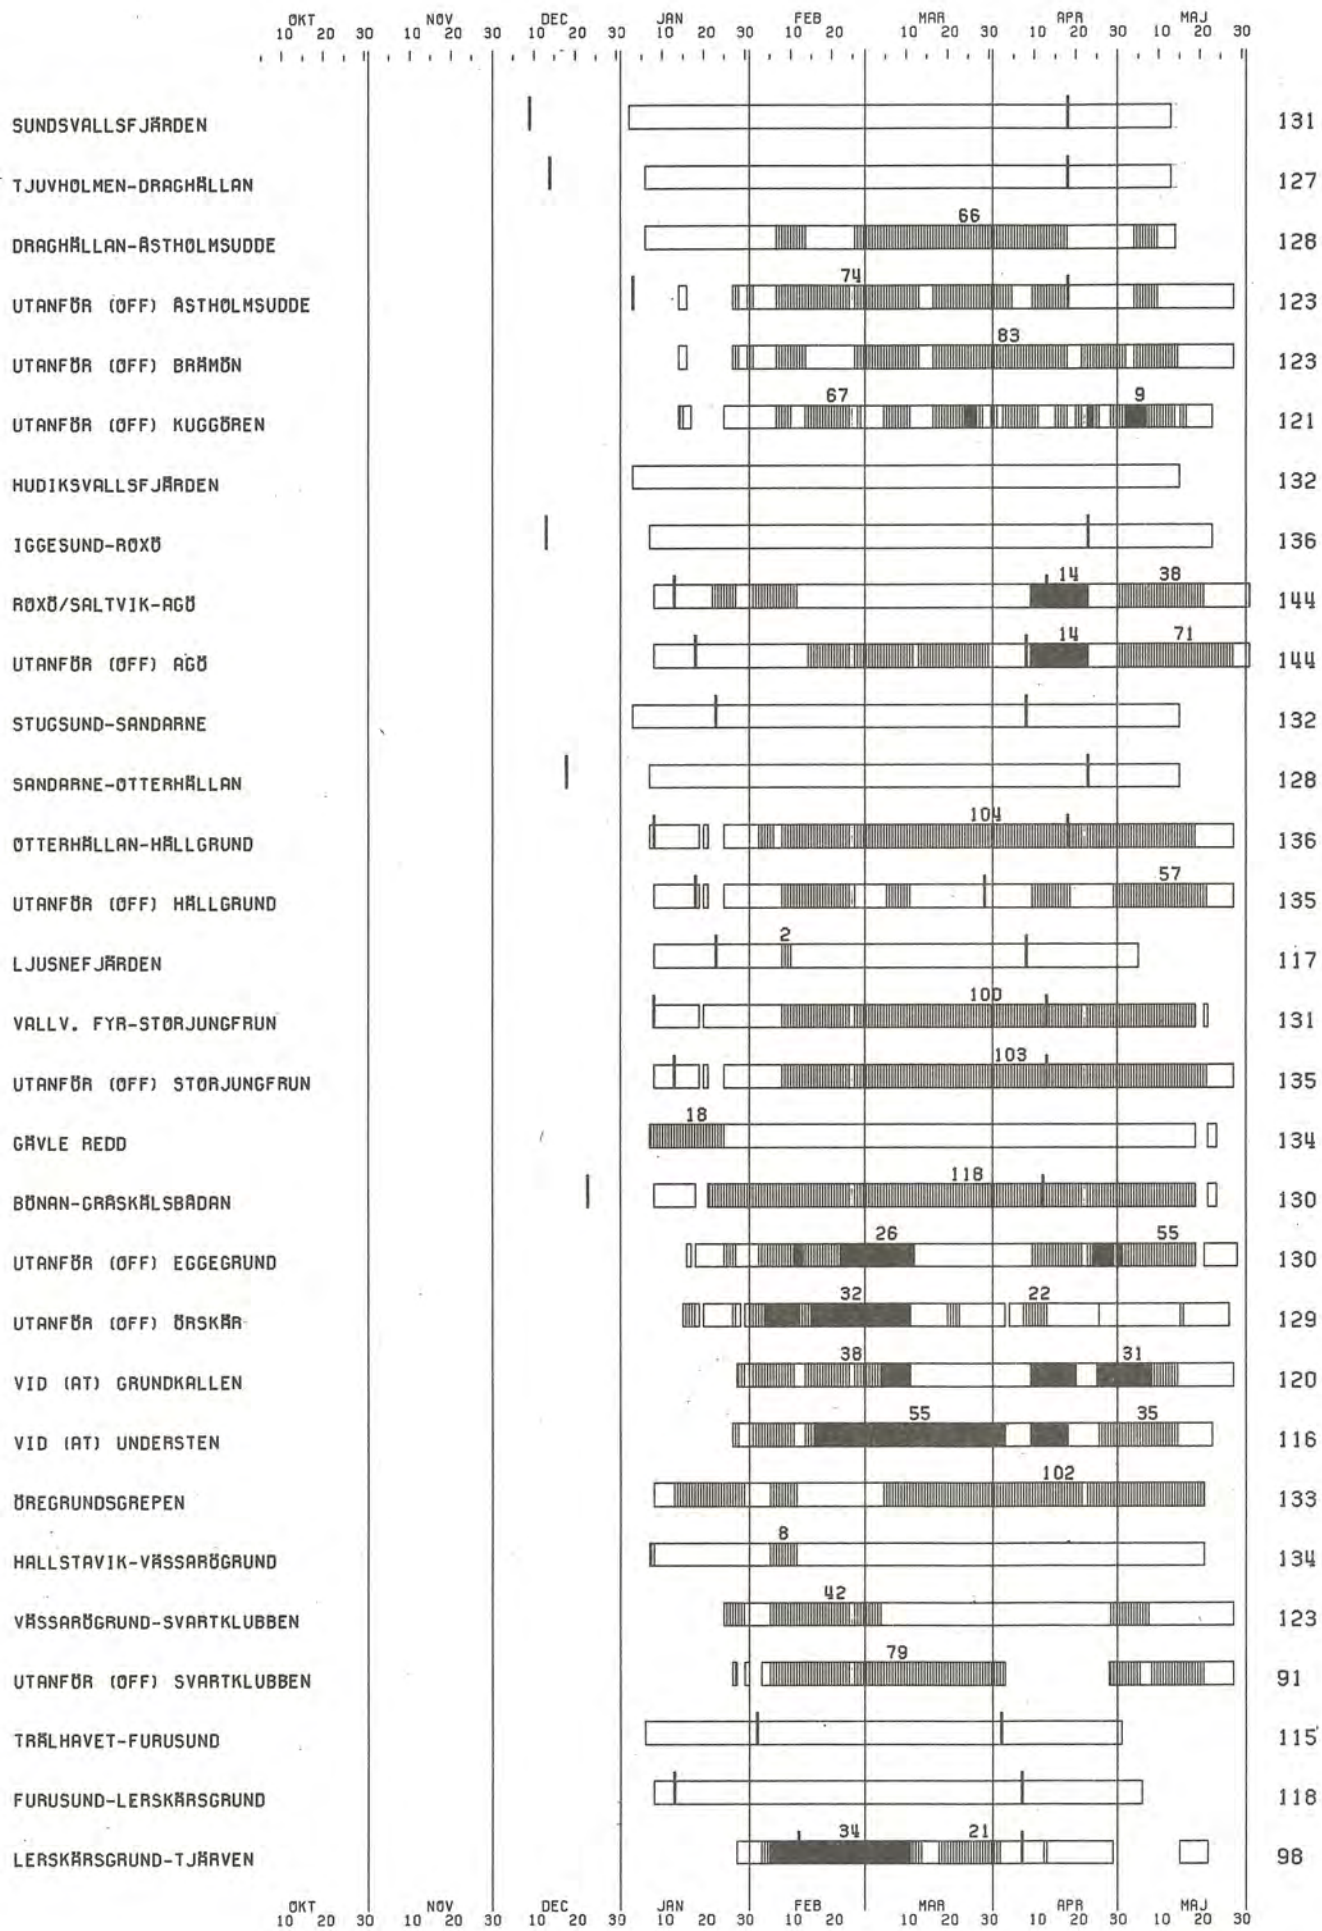 OKT NOV DEC JAN FEB MAR APR MAJ
10 20 30 10 20 30 10 20 30 10 20 30 10 20 10 20 30 10 20 30 10 20 30
SUNDSVALLSFJÄRDEN 131
TJUVHOLMEN-DRAGHÄLLAN 127
66
DRAGHÄLLAN-ÅSTHOLMSUDDE 128
74
UTANFÖR (OFF) ÅSTHOLMSUDDE 123
83
UTANFÖR (OFF) BRÄMÖN 123
67 9
UTANFÖR (OFF) KUGGÖREN 121
HUDIKSVALLSFJÄRDEN 132
IGGESUND-ROXÖ 136
14 38
ROXÖ/SALTVIK-AGÖ 144
14 71
UTANFÖR (OFF) AGÖ 144
STUGSUND-SANDARNE 132
SANDARNE-OTTERHÄLLAN 128
104
OTTERHÄLLAN-HÄLLGRUND 136
57
UTANFÖR (OFF) HÄLLGRUND 135
2
LJUSNEFJÄRDEN 117
100
VALLV. FYR-STORJUNGFRUN 131
103
UTANFÖR (OFF) STORJUNGFRUN 135
18
GÄVLE REDD 134
118
BÖNAN-GRÅSKÄLSBÅDAN 130
26 55
UTANFÖR (OFF) EGGEGRUND 130
32 22
UTANFÖR (OFF) ÖRSKÄR 129
38 31
VID (AT) GRUNDKALLEN 120
55 35
VID (AT) UNDERSTEN 116
102
ÖREGRUNDSGREPEN 133
8
HALLSTAVIK-VÄSSARÖGRUND 134
42
VÄSSARÖGRUND-SVARTKLUBBEN 123
79
UTANFÖR (OFF) SVARTKLUBBEN 91
TRÄLHAVET-FURUSUND 115
FURUSUND-LERSKÄRSGRUND 118
34 21
LERSKÄRSGRUND-TJÄRVEN 98
OKT NOV DEC JAN FEB MAR APR MAJ
10 20 30 10 20 30 10 20 30 10 20 30 10 20 10 20 30 10 20 30 10 20 30